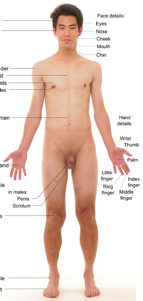 Face details:
Eyes
Nose
Cheek
Mouth
Chin
Hand
details:
Wrist
Thumb
Palm
Little
finger
Ring
finger
Index
finger
Middle
finger
in males:
Penis
Scrotum